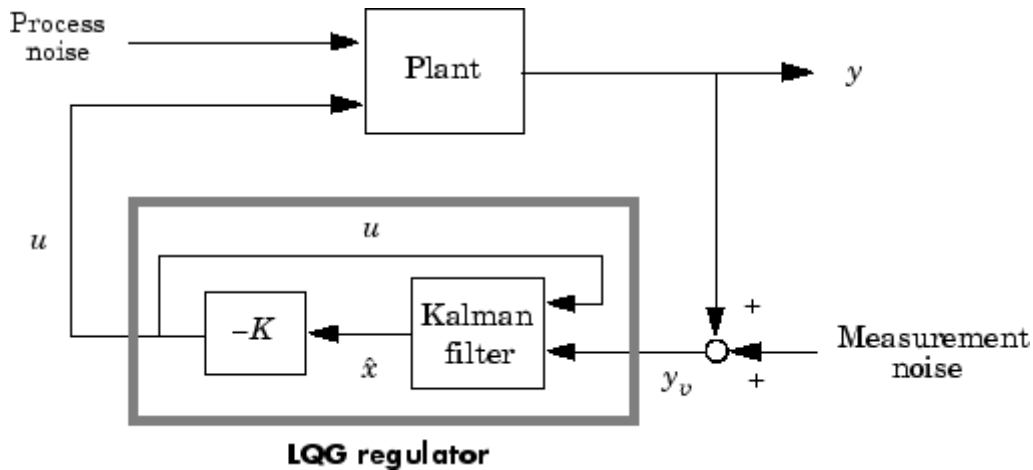 Process
noise
Plant
y
u
u
–K
x̂
Kalman
filter
y_v
+
+
Measurement
noise
LQG regulator